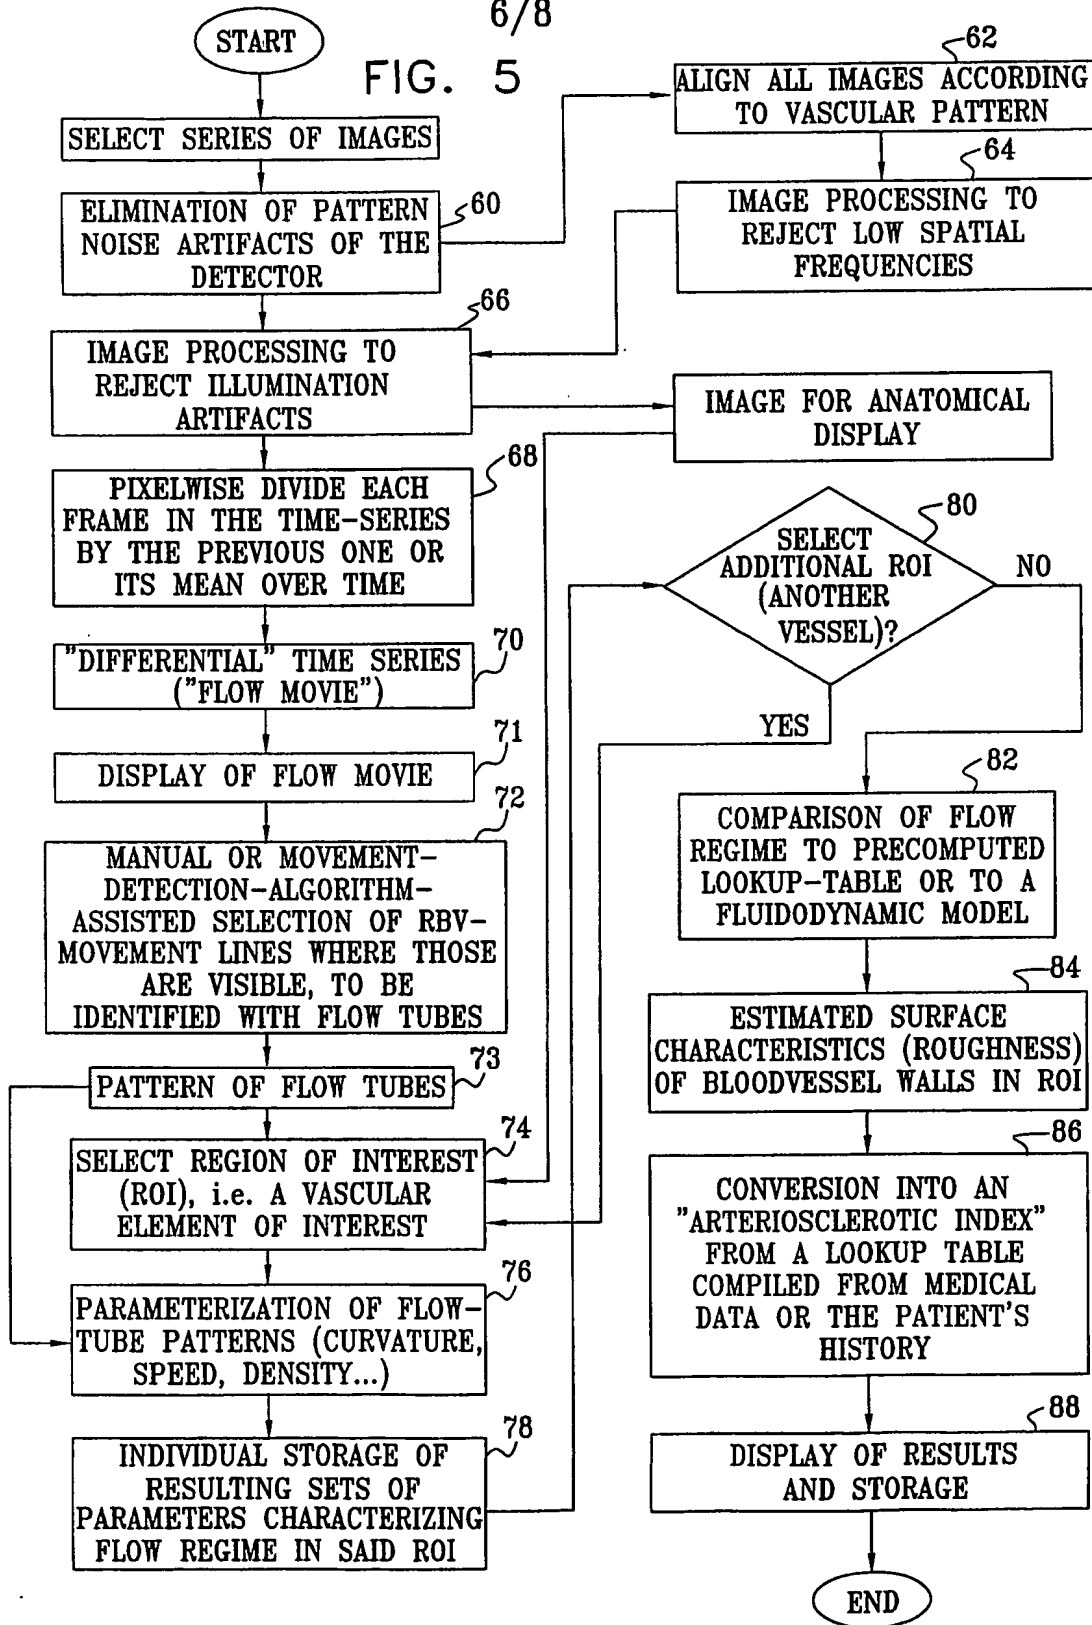 6/8
FIG. 5
START
SELECT SERIES OF IMAGES
ELIMINATION OF PATTERN
NOISE ARTIFACTS OF THE
DETECTOR
60
62
ALIGN ALL IMAGES ACCORDING
TO VASCULAR PATTERN
64
IMAGE PROCESSING TO
REJECT LOW SPATIAL
FREQUENCIES
66
IMAGE PROCESSING TO
REJECT ILLUMINATION
ARTIFACTS
IMAGE FOR ANATOMICAL
DISPLAY
68
PIXELWISE DIVIDE EACH
FRAME IN THE TIME-SERIES
BY THE PREVIOUS ONE OR
ITS MEAN OVER TIME
70
"DIFFERENTIAL" TIME SERIES
("FLOW MOVIE")
71
DISPLAY OF FLOW MOVIE
72
MANUAL OR MOVEMENT-
DETECTION-ALGORITHM-
ASSISTED SELECTION OF RBV-
MOVEMENT LINES WHERE THOSE
ARE VISIBLE, TO BE
IDENTIFIED WITH FLOW TUBES
73
PATTERN OF FLOW TUBES
74
SELECT REGION OF INTEREST
(ROI), i.e. A VASCULAR
ELEMENT OF INTEREST
76
PARAMETERIZATION OF FLOW-
TUBE PATTERNS (CURVATURE,
SPEED, DENSITY...)
78
INDIVIDUAL STORAGE OF
RESULTING SETS OF
PARAMETERS CHARACTERIZING
FLOW REGIME IN SAID ROI
80
SELECT
ADDITIONAL ROI
(ANOTHER
VESSEL)?
NO
YES
82
COMPARISON OF FLOW
REGIME TO PRECOMPUTED
LOOKUP-TABLE OR TO A
FLUIDODYNAMIC MODEL
84
ESTIMATED SURFACE
CHARACTERISTICS (ROUGHNESS)
OF BLOODVESSEL WALLS IN ROI
86
CONVERSION INTO AN
"ARTERIOSCLEROTIC INDEX"
FROM A LOOKUP TABLE
COMPILED FROM MEDICAL
DATA OR THE PATIENT'S
HISTORY
88
DISPLAY OF RESULTS
AND STORAGE
END